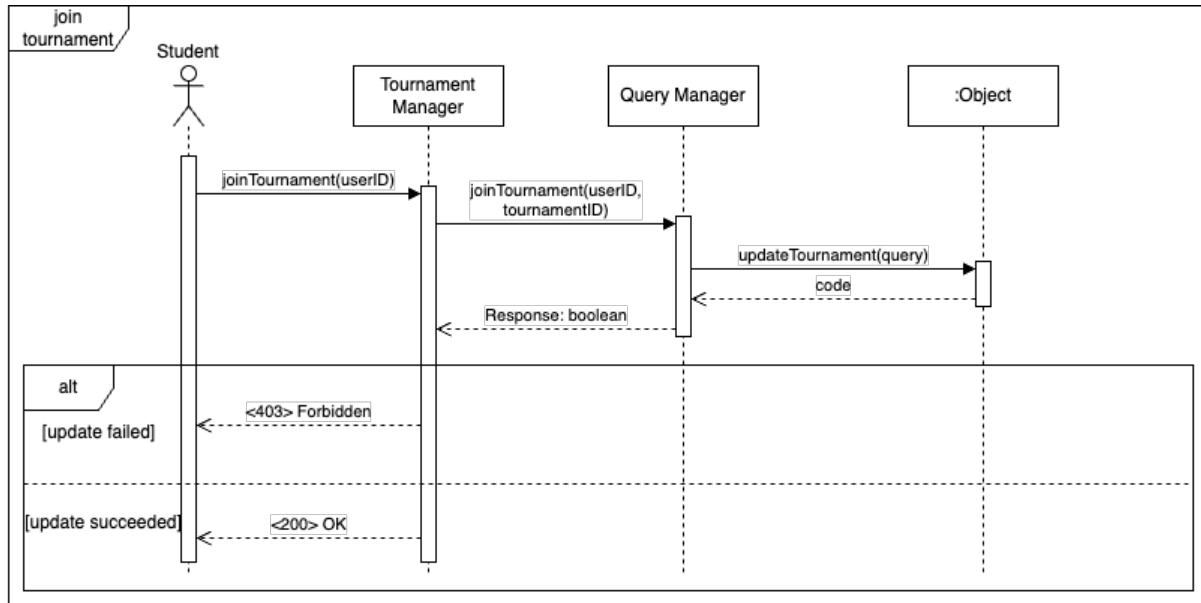 join
tournament
Student
Tournament
Manager
Query Manager
:Object
joinTournament(userID)
joinTournament(userID,
tournamentID)
updateTournament(query)
code
Response: boolean
alt
<403> Forbidden
[update failed]
[update succeeded]
<200> OK